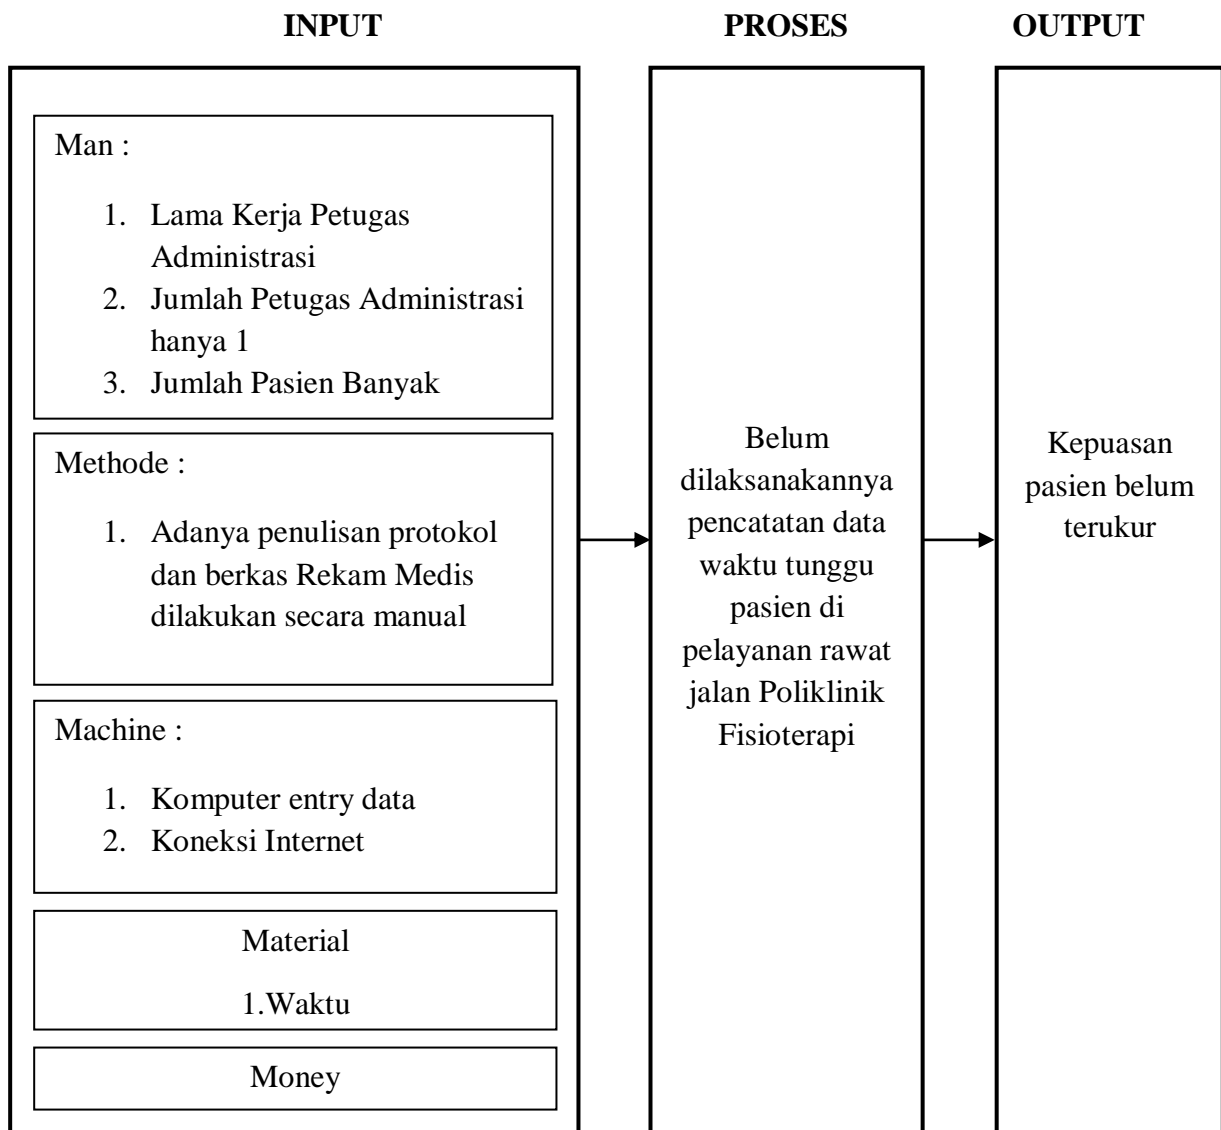 INPUT
PROSES
OUTPUT
Man :
1. Lama Kerja Petugas
Administrasi
2. Jumlah Petugas Administrasi
hanya 1
3. Jumlah Pasien Banyak
Methode :
1. Adanya penulisan protokol
dan berkas Rekam Medis
dilakukan secara manual
Machine :
1. Komputer entry data
2. Koneksi Internet
Material
1.Waktu
Money
Belum
dilaksanakannya
pencatatan data
waktu tunggu
pasien di
pelayanan rawat
jalan Poliklinik
Fisioterapi
Kepuasan
pasien belum
terukur